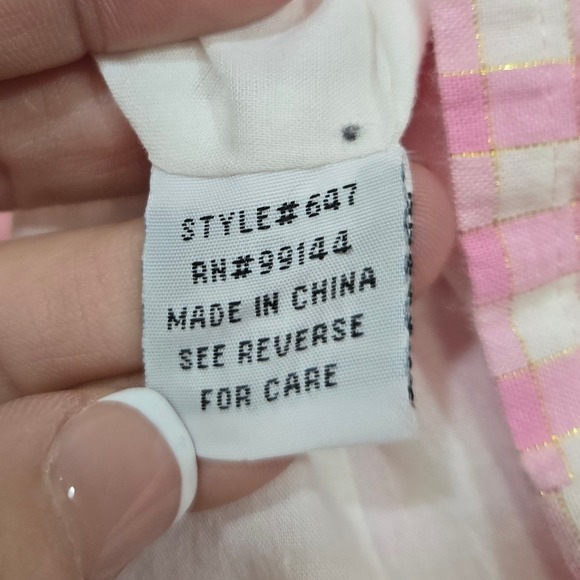 STYLE#647
RN#99144
MADE IN CHINA
SEE REVERSE
FOR CARE